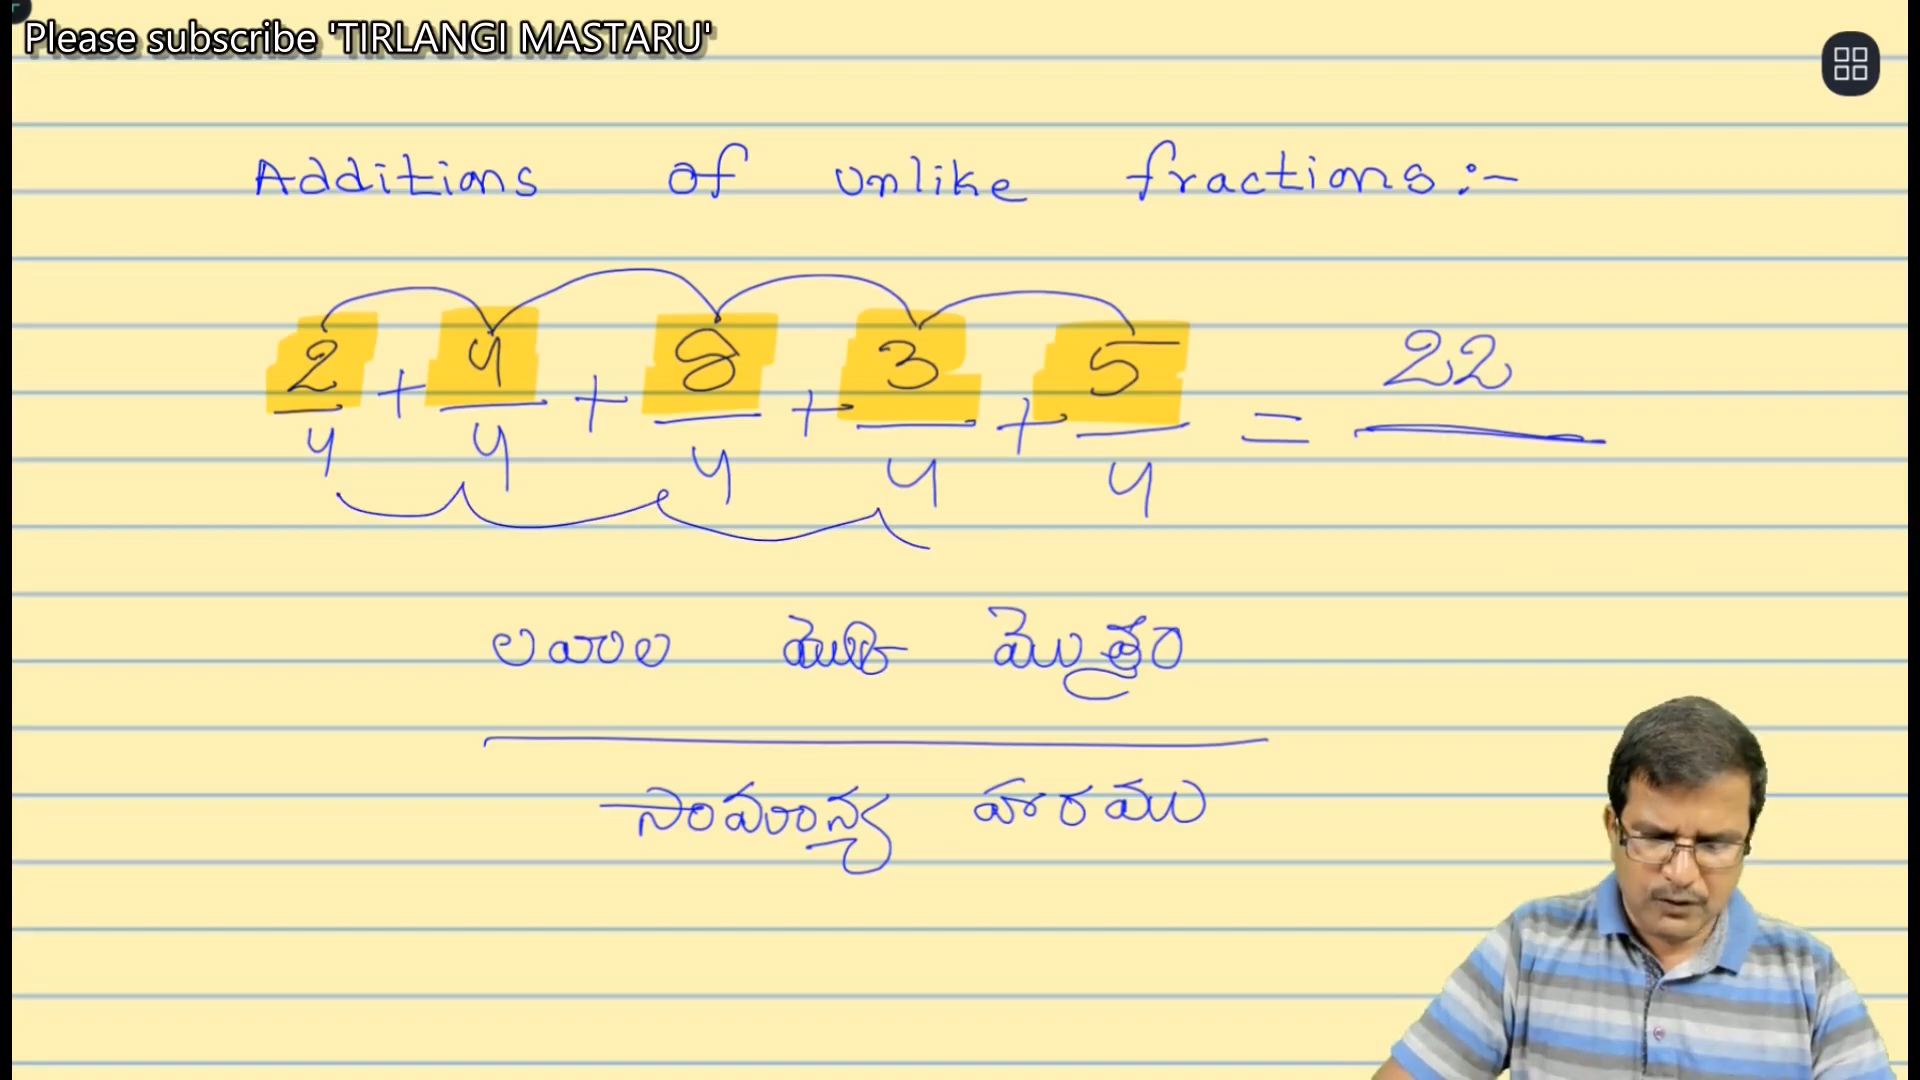 Please subscribe 'TIRLANGI MASTARU'
Additions of unlike fractions:-
2/4 + 4/4 + 8/4 + 3/4 + 5/4 = 22
లవాల మొత్తం
సామాన్య హారము